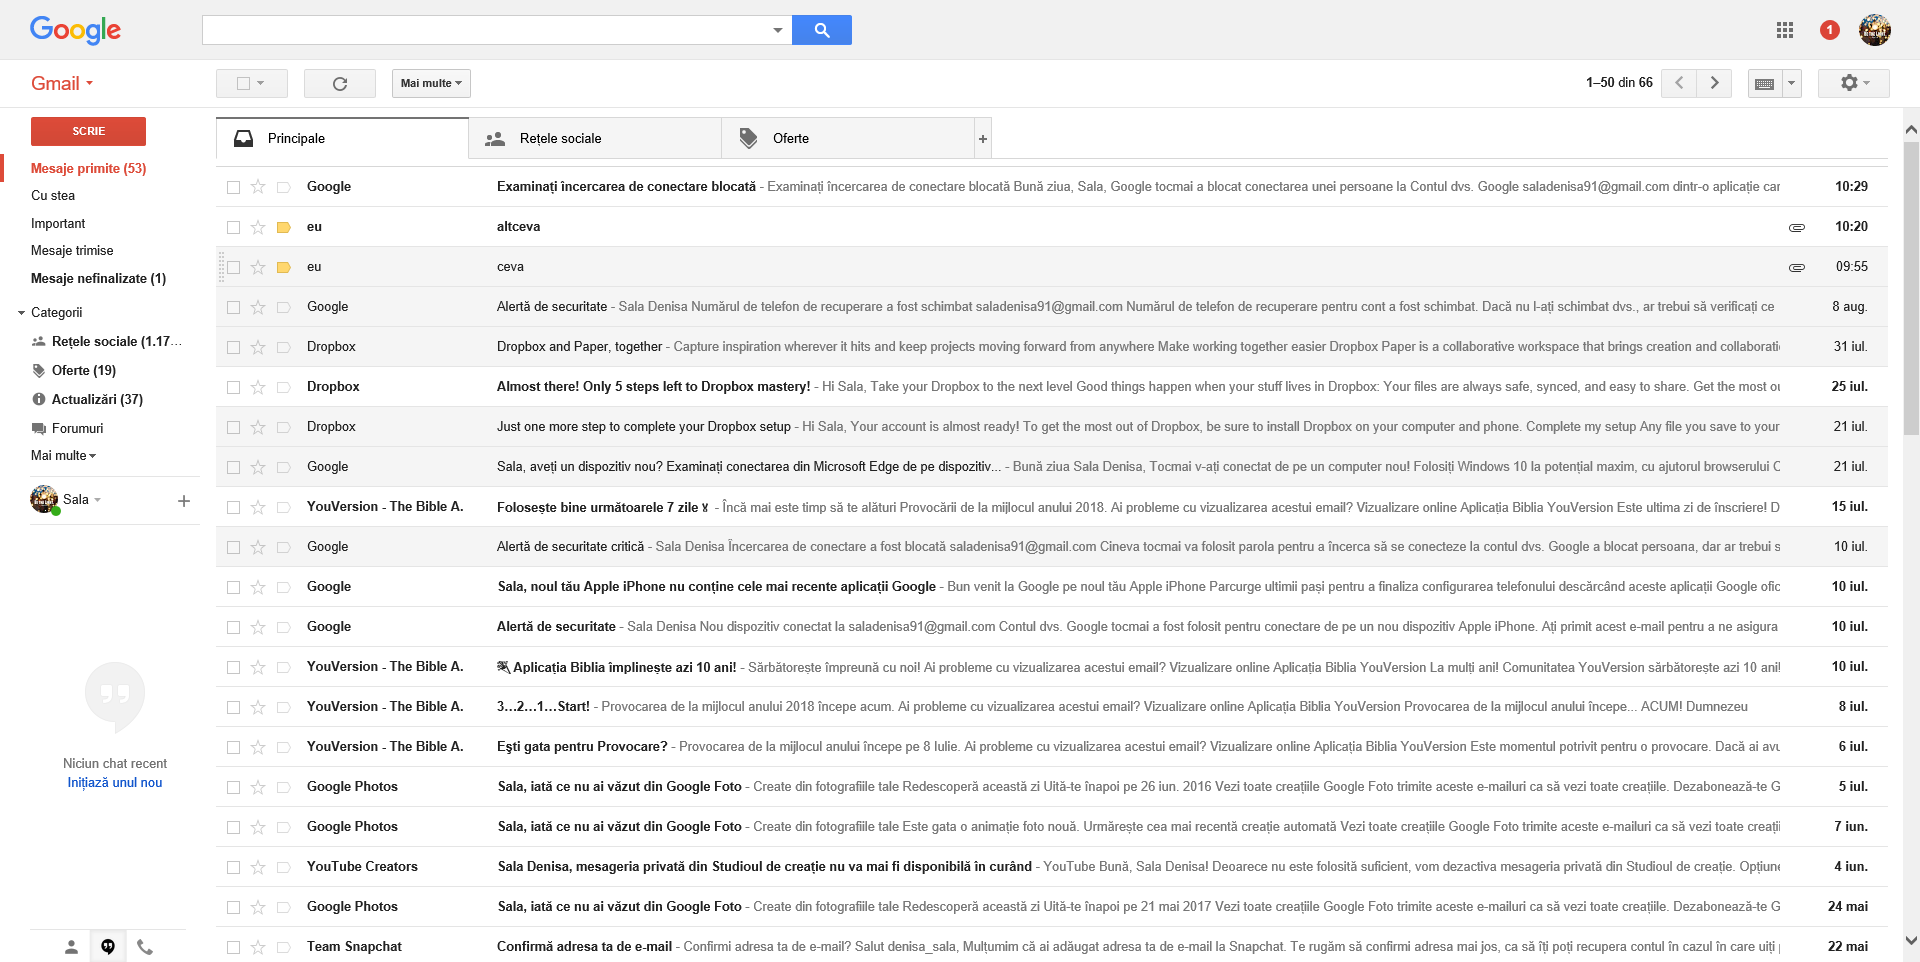 Google
1
Gmail
Mai multe
1–50 din 66
SCRIE
Mesaje primite (53)
Cu stea
Important
Mesaje trimise
Mesaje nefinalizate (1)
Categorii
Rețele sociale (1.17…
Oferte (19)
Actualizări (37)
Forumuri
Mai multe
Sala
Niciun chat recent
Inițiază unul nou
Principale
Rețele sociale
Oferte
+
Google Examinați încercarea de conectare blocată - Examinați încercarea de conectare blocată Bună ziua, Sala, Google tocmai a blocat conectarea unei persoane la Contul dvs. Google saladenisa91@gmail.com dintr-o aplicație car 10:29
eu altceva 10:20
eu ceva 09:55
Google Alertă de securitate - Sala Denisa Numărul de telefon de recuperare a fost schimbat saladenisa91@gmail.com Numărul de telefon de recuperare pentru cont a fost schimbat. Dacă nu l-ați schimbat dvs., ar trebui să verificați ce 8 aug.
Dropbox Dropbox and Paper, together - Capture inspiration wherever it hits and keep projects moving forward from anywhere Make working together easier Dropbox Paper is a collaborative workspace that brings creation and collaborati 31 iul.
Dropbox Almost there! Only 5 steps left to Dropbox mastery! - Hi Sala, Take your Dropbox to the next level Good things happen when your stuff lives in Dropbox: Your files are always safe, synced, and easy to share. Get the most ou 25 iul.
Dropbox Just one more step to complete your Dropbox setup - Hi Sala, Your account is almost ready! To get the most out of Dropbox, be sure to install Dropbox on your computer and phone. Complete my setup Any file you save to your 21 iul.
Google Sala, aveți un dispozitiv nou? Examinați conectarea din Microsoft Edge de pe dispozitiv... - Bună ziua Sala Denisa, Tocmai v-ați conectat de pe un computer nou! Folosiți Windows 10 la potențial maxim, cu ajutorul browserului C 21 iul.
YouVersion - The Bible A. Folosește bine următoarele 7 zile - Încă mai este timp să te alături Provocării de la mijlocul anului 2018. Ai probleme cu vizualizarea acestui email? Vizualizare online Aplicația Biblia YouVersion Este ultima zi de înscriere! D 15 iul.
Google Alertă de securitate critică - Sala Denisa Încercarea de conectare a fost blocată saladenisa91@gmail.com Cineva tocmai va folosit parola pentru a încerca să se conecteze la contul dvs. Google a blocat persoana, dar ar trebui s 10 iul.
Google Sala, noul tău Apple iPhone nu conține cele mai recente aplicații Google - Bun venit la Google pe noul tău Apple iPhone Parcurge ultimii pași pentru a finaliza configurarea telefonului descărcând aceste aplicații Google ofic 10 iul.
Google Alertă de securitate - Sala Denisa Nou dispozitiv conectat la saladenisa91@gmail.com Contul dvs. Google tocmai a fost folosit pentru conectare de pe un nou dispozitiv Apple iPhone. Ați primit acest e-mail pentru a ne asigura 10 iul.
YouVersion - The Bible A. Aplicația Biblia împlinește azi 10 ani! - Sărbătorește împreună cu noi! Ai probleme cu vizualizarea acestui email? Vizualizare online Aplicația Biblia YouVersion La mulți ani! Comunitatea YouVersion sărbătorește azi 10 ani! 10 iul.
YouVersion - The Bible A. 3…2…1…Start! - Provocarea de la mijlocul anului 2018 începe acum. Ai probleme cu vizualizarea acestui email? Vizualizare online Aplicația Biblia YouVersion Provocarea de la mijlocul anului începe... ACUM! Dumnezeu 8 iul.
YouVersion - The Bible A. Eşti gata pentru Provocare? - Provocarea de la mijlocul anului începe pe 8 Iulie. Ai probleme cu vizualizarea acestui email? Vizualizare online Aplicația Biblia YouVersion Este momentul potrivit pentru o provocare. Dacă ai avu 6 iul.
Google Photos Sala, iată ce nu ai văzut din Google Foto - Create din fotografiile tale Redescoperă această zi Uită-te înapoi pe 26 iun. 2016 Vezi toate creațiile Google Foto trimite aceste e-mailuri ca să vezi toate creațiile. Dezabonează-te G 5 iul.
Google Photos Sala, iată ce nu ai văzut din Google Foto - Create din fotografiile tale Este gata o animație foto nouă. Urmărește cea mai recentă creație automată Vezi toate creațiile Google Foto trimite aceste e-mailuri ca să vezi toate creații 7 iun.
YouTube Creators Sala Denisa, mesageria privată din Studioul de creație nu va mai fi disponibilă în curând - YouTube Bună, Sala Denisa! Deoarece nu este folosită suficient, vom dezactiva mesageria privată din Studioul de creație. Opțiune 4 iun.
Google Photos Sala, iată ce nu ai văzut din Google Foto - Create din fotografiile tale Redescoperă această zi Uită-te înapoi pe 21 mai 2017 Vezi toate creațiile Google Foto trimite aceste e-mailuri ca să vezi toate creațiile. Dezabonează-te G 24 mai
Team Snapchat Confirmă adresa ta de e-mail - Confirmi adresa ta de e-mail? Salut denisa_sala, Mulțumim că ai adăugat adresa ta de e-mail la Snapchat. Te rugăm să confirmi adresa mai jos, ca să îți poți recupera contul în cazul în care uiți 22 mai